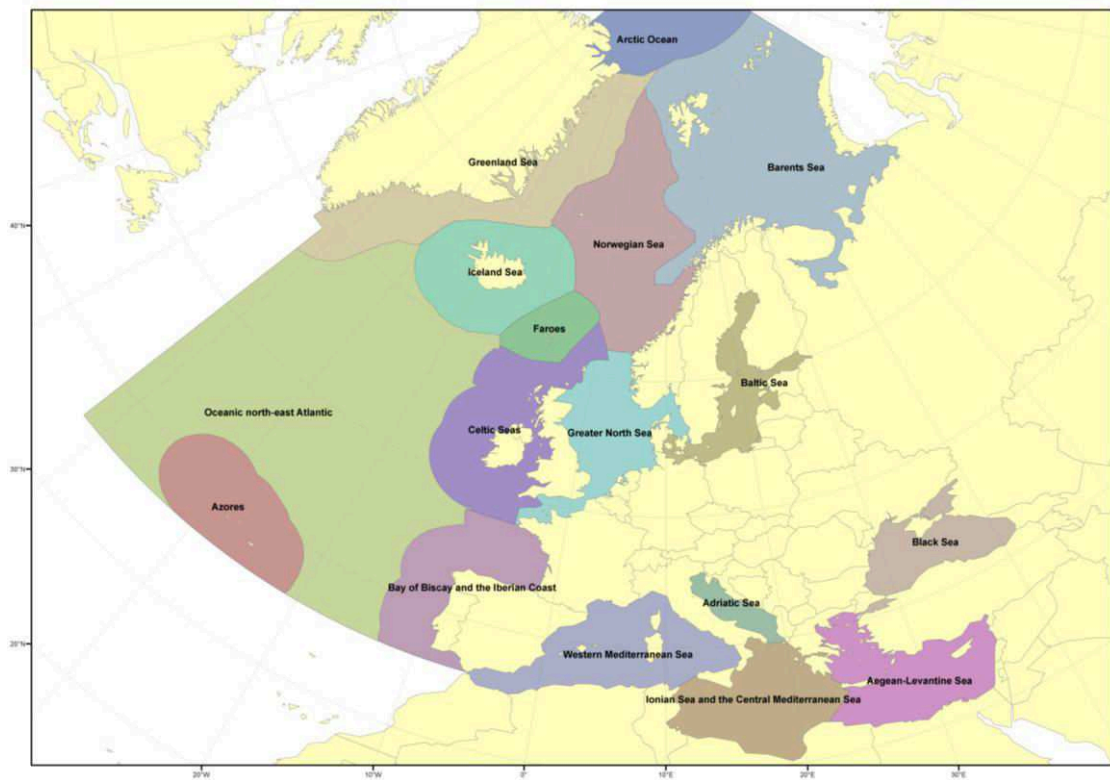 Arctic Ocean
Greenland Sea
Barents Sea
40°N
Norwegian Sea
Iceland Sea
Faroes
Baltic Sea
Oceanic north-east Atlantic
Celtic Seas
Greater North Sea
30°N
Azores
Black Sea
Bay of Biscay and the Iberian Coast
Adriatic Sea
20°N
Western Mediterranean Sea
Aegean-Levantine Sea
Ionian Sea and the Central Mediterranean Sea
20°W
10°W
0°
10°E
20°E
30°E